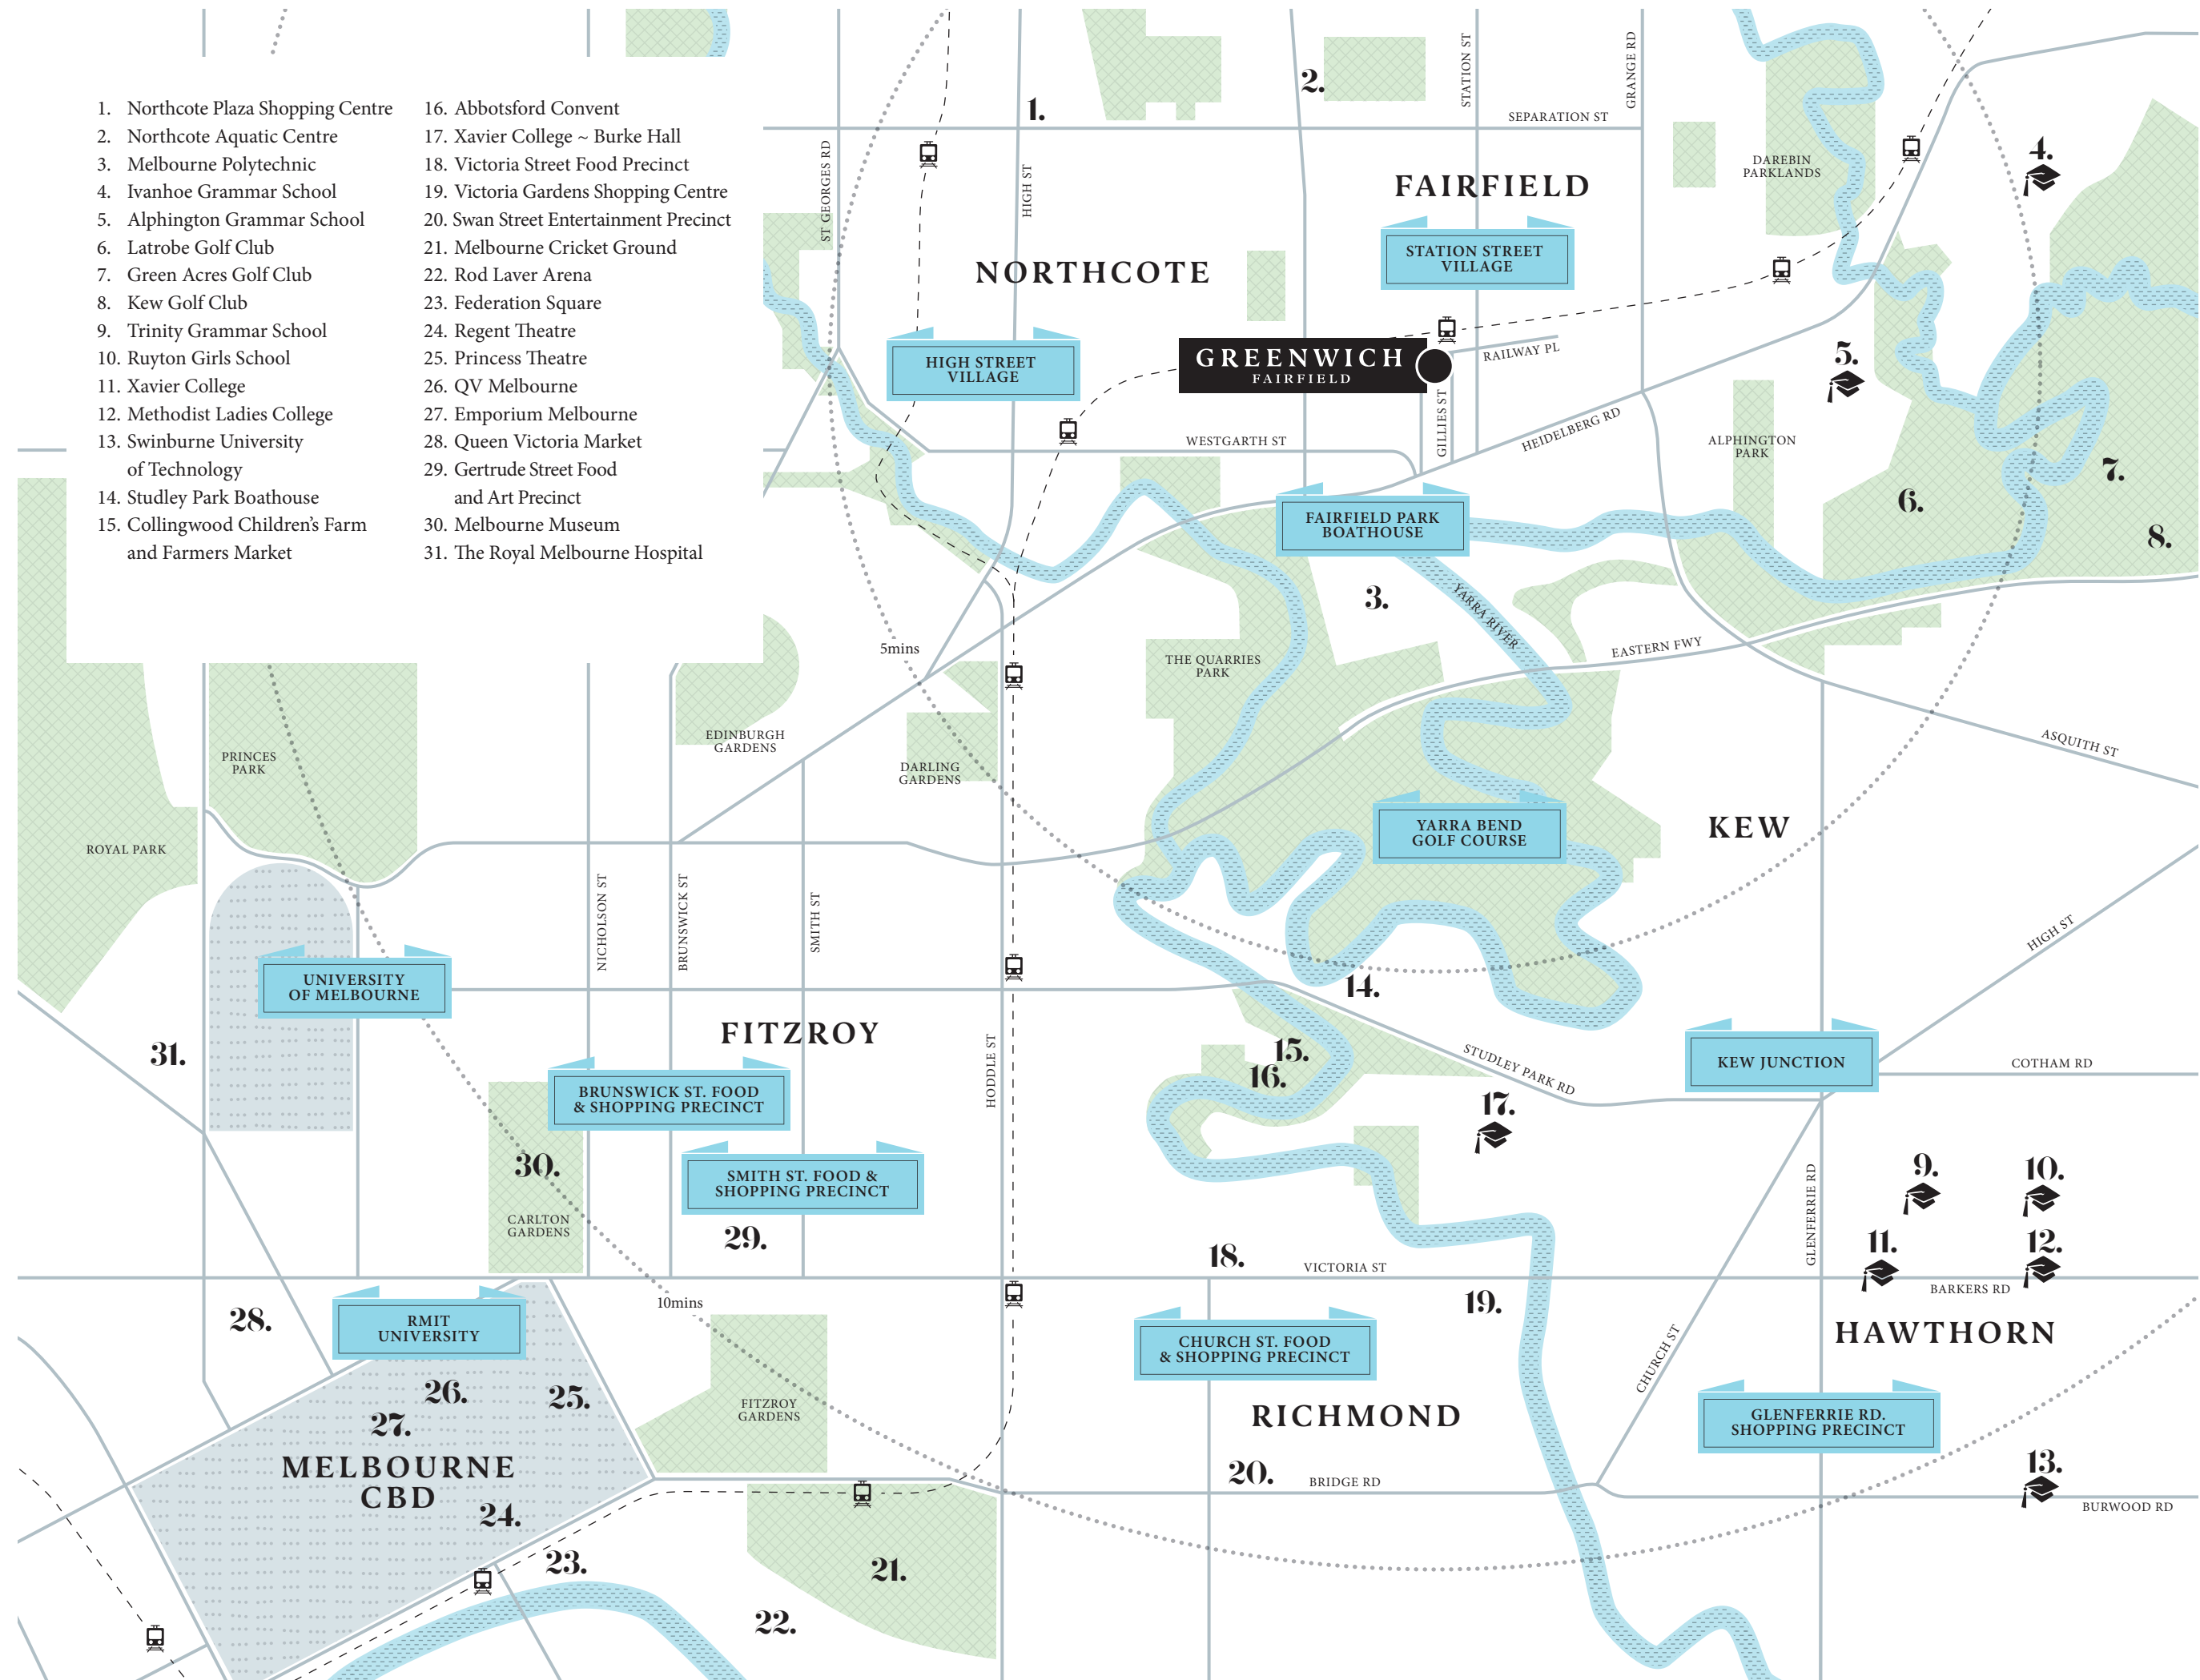 1. Northcote Plaza Shopping Centre
2. Northcote Aquatic Centre
3. Melbourne Polytechnic
4. Ivanhoe Grammar School
5. Alphington Grammar School
6. Latrobe Golf Club
7. Green Acres Golf Club
8. Kew Golf Club
9. Trinity Grammar School
10. Ruyton Girls School
11. Xavier College
12. Methodist Ladies College
13. Swinburne University
of Technology
14. Studley Park Boathouse
15. Collingwood Children's Farm
and Farmers Market
16. Abbotsford Convent
17. Xavier College ~ Burke Hall
18. Victoria Street Food Precinct
19. Victoria Gardens Shopping Centre
20. Swan Street Entertainment Precinct
21. Melbourne Cricket Ground
22. Rod Laver Arena
23. Federation Square
24. Regent Theatre
25. Princess Theatre
26. QV Melbourne
27. Emporium Melbourne
28. Queen Victoria Market
29. Gertrude Street Food
and Art Precinct
30. Melbourne Museum
31. The Royal Melbourne Hospital
1.
2.
STATION ST
GRANGE RD
SEPARATION ST
ST GEORGES RD
HIGH ST
DAREBIN
PARKLANDS
4.
FAIRFIELD
STATION STREET
VILLAGE
NORTHCOTE
HIGH STREET
VILLAGE
GREENWICH
FAIRFIELD
RAILWAY PL
GILLIES ST
5.
HEIDELBERG RD
WESTGARTH ST
ALPHINGTON
PARK
6.
7.
8.
FAIRFIELD PARK
BOATHOUSE
3.
YARRA RIVER
5mins
THE QUARRIES
PARK
EASTERN FWY
EDINBURGH
GARDENS
DARLING
GARDENS
PRINCES
PARK
ROYAL PARK
ASQUITH ST
YARRA BEND
GOLF COURSE
KEW
NICHOLSON ST
BRUNSWICK ST
SMITH ST
HIGH ST
UNIVERSITY
OF MELBOURNE
14.
FITZROY
31.
HODDLE ST
15.
16.
STUDLEY PARK RD
KEW JUNCTION
COTHAM RD
BRUNSWICK ST. FOOD
& SHOPPING PRECINCT
17.
30.
SMITH ST. FOOD &
SHOPPING PRECINCT
CARLTON
GARDENS
29.
GLENFERRIE RD
9.
10.
11.
12.
18.
VICTORIA ST
BARKERS RD
10mins
19.
28.
RMIT
UNIVERSITY
CHURCH ST. FOOD
& SHOPPING PRECINCT
CHURCH ST
HAWTHORN
26.
25.
27.
FITZROY
GARDENS
RICHMOND
GLENFERRIE RD.
SHOPPING PRECINCT
MELBOURNE
CBD
20.
BRIDGE RD
13.
BURWOOD RD
24.
23.
21.
22.